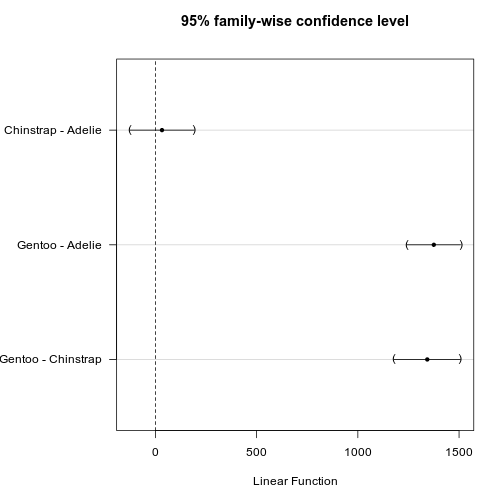 95% family-wise confidence level
Chinstrap - Adelie
Gentoo - Adelie
Gentoo - Chinstrap
0 500 1000 1500
Linear Function